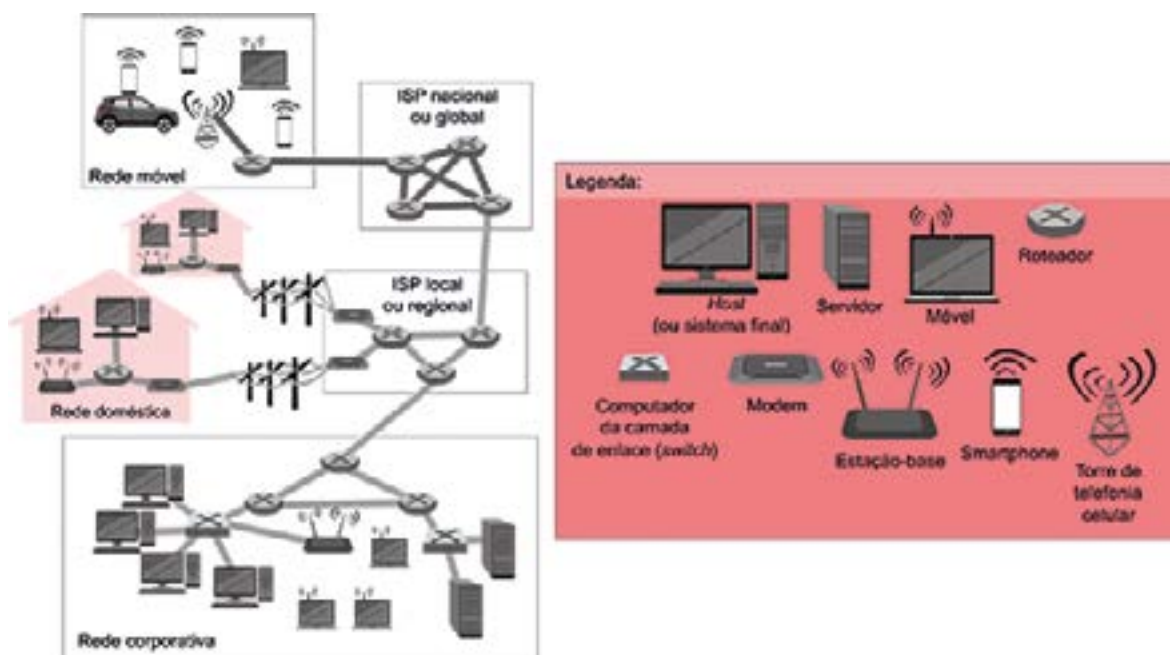 Rede móvel
ISP nacional
ou global
ISP local
ou regional
Rede doméstica
Rede corporativa
Legenda:
Host
(ou sistema final)
Servidor
Móvel
Roteador
Computador
da camada
de enlace (switch)
Modem
Estação-base
Smartphone
Torre de
telefonia
celular